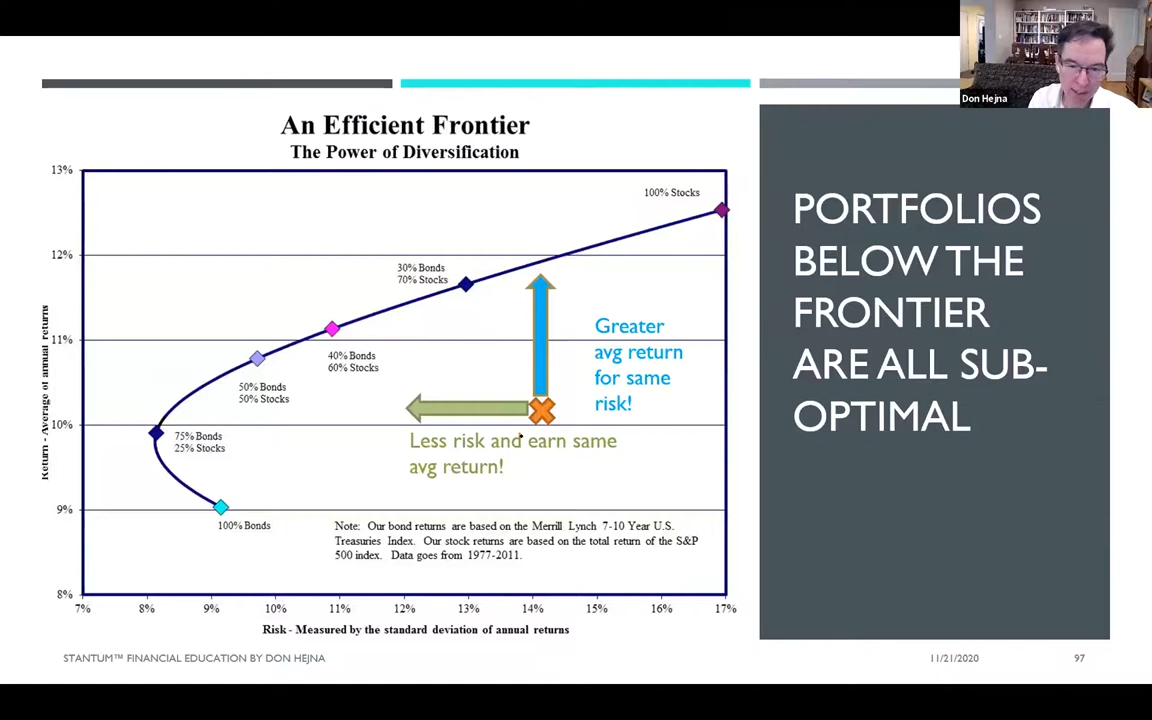 Don Hejna
An Efficient Frontier
The Power of Diversification
13%
12%
11%
10%
9%
8%
Return - Average of annual returns
100% Stocks
30% Bonds
70% Stocks
40% Bonds
60% Stocks
50% Bonds
50% Stocks
75% Bonds
25% Stocks
100% Bonds
Greater
avg return
for same
risk!
Less risk and earn same
avg return!
Note: Our bond returns are based on the Merrill Lynch 7-10 Year U.S.
Treasuries Index. Our stock returns are based on the total return of the S&P
500 index. Data goes from 1977-2011.
7% 8% 9% 10% 11% 12% 13% 14% 15% 16% 17%
Risk - Measured by the standard deviation of annual returns
PORTFOLIOS
BELOW THE
FRONTIER
ARE ALL SUB-
OPTIMAL
STANTUM™ FINANCIAL EDUCATION BY DON HEJNA
11/21/2020
97